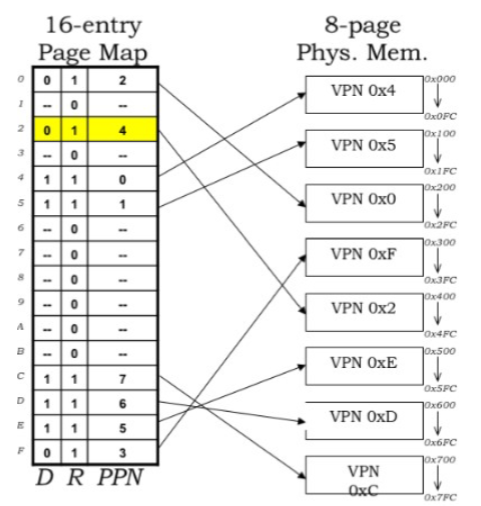 16-entry
Page Map
8-page
Phys. Mem.
0 0 1 2
1 -- 0 --
2 0 1 4
3 -- 0 --
4 1 1 0
5 1 1 1
6 -- 0 --
7 -- 0 --
8 -- 0 --
9 -- 0 --
A -- 0 --
B -- 0 --
C 1 1 7
D 1 1 6
E 1 1 5
F 0 1 3
D R PPN
VPN 0x4
0x000
0x0FC
VPN 0x5
0x100
0x1FC
VPN 0x0
0x200
0x2FC
VPN 0xF
0x300
0x3FC
VPN 0x2
0x400
0x4FC
VPN 0xE
0x500
0x5FC
VPN 0xD
0x600
0x6FC
VPN
0xC
0x700
0x7FC